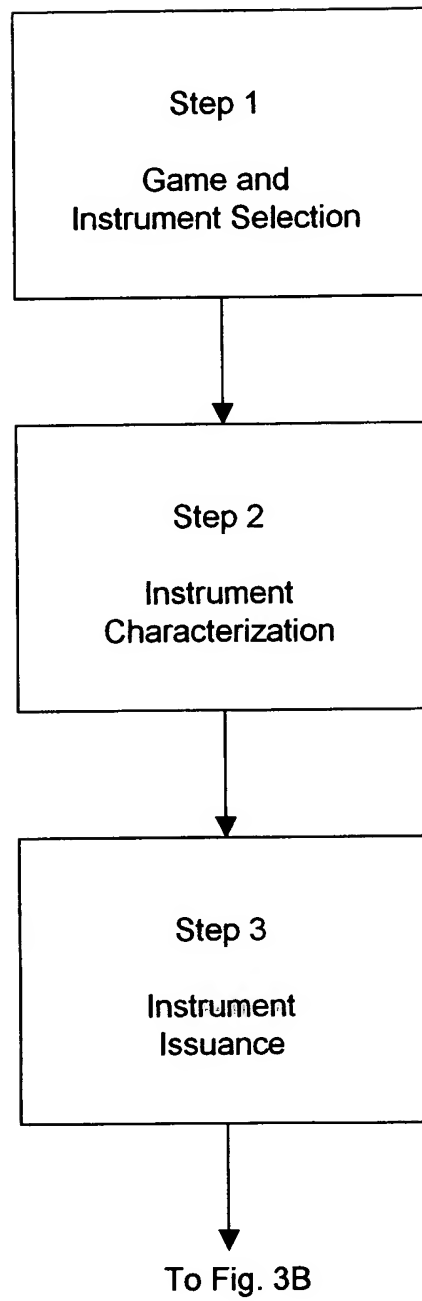 Step 1
Game and
Instrument Selection
Step 2
Instrument
Characterization
Step 3
Instrument
Issuance
To Fig. 3B